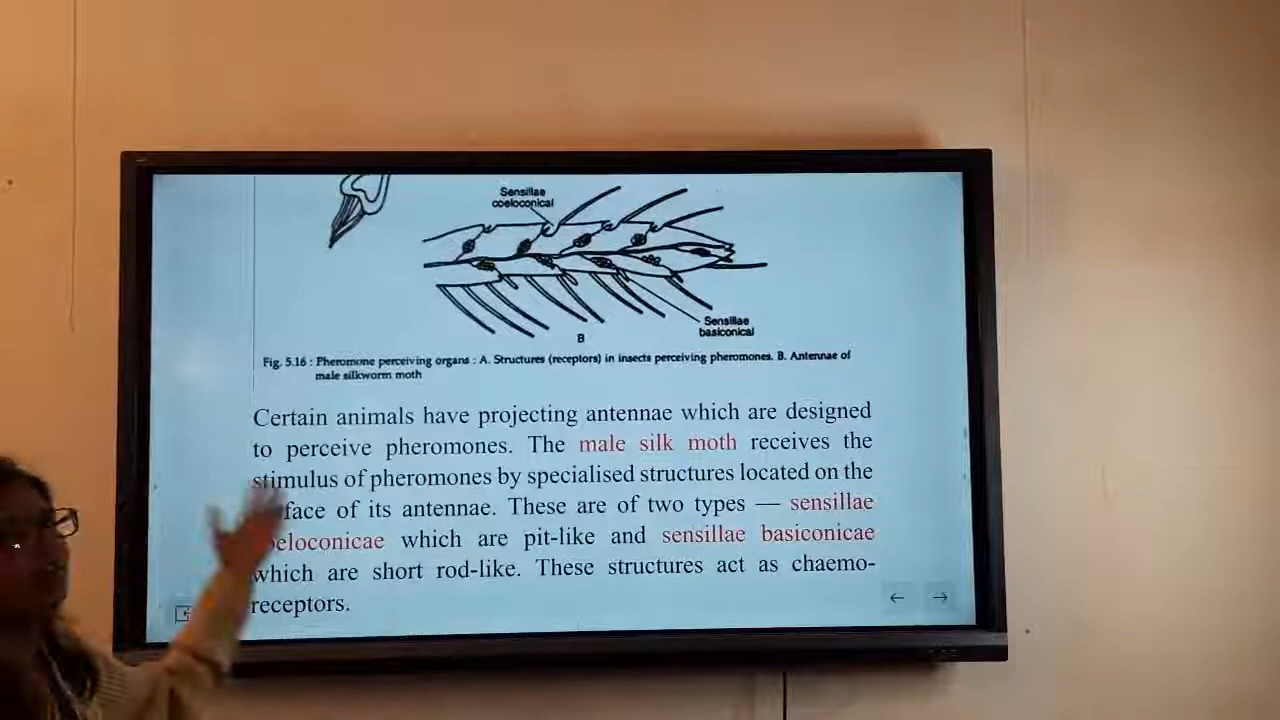 Sensillae
coeloconical
Sensillae
basiconical
B
Fig. 5.16 : Pheromone perceiving organs : A. Structures (receptors) in insects perceiving pheromones. B. Antennae of
male silkworm moth
Certain animals have projecting antennae which are designed
to perceive pheromones. The male silk moth receives the
stimulus of pheromones by specialised structures located on the
face of its antennae. These are of two types — sensillae
eloconicae which are pit-like and sensillae basiconicae
which are short rod-like. These structures act as chaemo-
receptors.